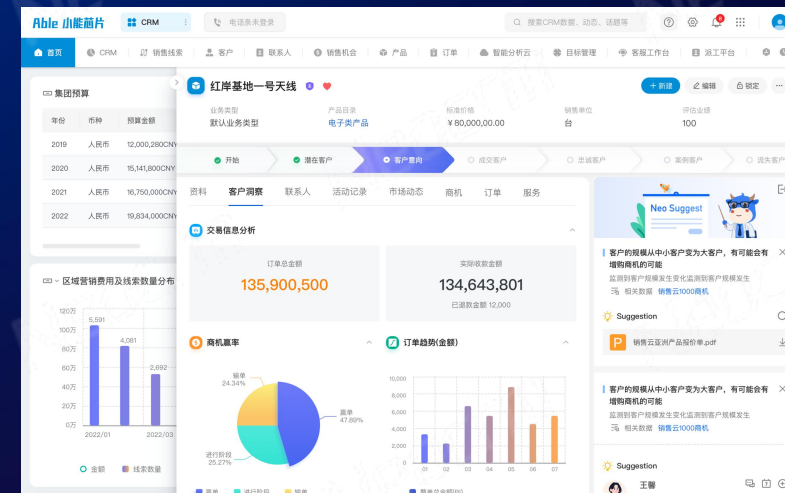 Able 小能芯片
CRM
电话条未登录
搜索CRM数据、动态、话题等
8
首页
CRM
销售线索
客户
联系人
销售机会
产品
订单
智能分析云
目标管理
客服工作台
派工平台
集团预算
年份 币种 预算金额
2019 人民币 12,000,280CNY
2020 人民币 15,141,800CNY
2021 人民币 16,750,000CNY
2022 人民币 19,834,000CNY
区域营销费用及线索数量分布
120万
100万
80万
60万
40万
20万
0万
5,591
4,081
2,692
2022/01
2022/03
金额
线索数量
红岸基地一号天线
+ 新建
编辑
锁定
业务类型
产品目录
标准价格
销售单位
评估业绩
默认业务类型
电子类产品
¥80,000,00.00
台
100
开始
潜在客户
客户意向
成交客户
忠诚客户
案例客户
流失客户
资料
客户洞察
联系人
活动记录
市场动态
商机
订单
服务
交易信息分析
订单总金额
135,900,500
实际收款金额
134,643,801
已退款金额 12,000
商机赢率
输单
24.34%
赢单
47.89%
进行阶段
25.27%
赢单
进行阶段
输单
订单趋势(金额)
10,000
8,000
6,000
4,000
2,000
0
01
02
03
04
05
06
07
Neo Suggest
客户的规模从中小客户变为大客户，有可能会有
增购商机的可能
监测到客户规模发生变化监测到客户规模发生
相关数据 销售云1000商机
Suggestion
P
销售云亚洲产品报价单.pdf
客户的规模从中小客户变为大客户，有可能会有
增购商机的可能
监测到客户规模发生变化监测到客户规模发生
相关数据 销售云1000商机
Suggestion
王馨